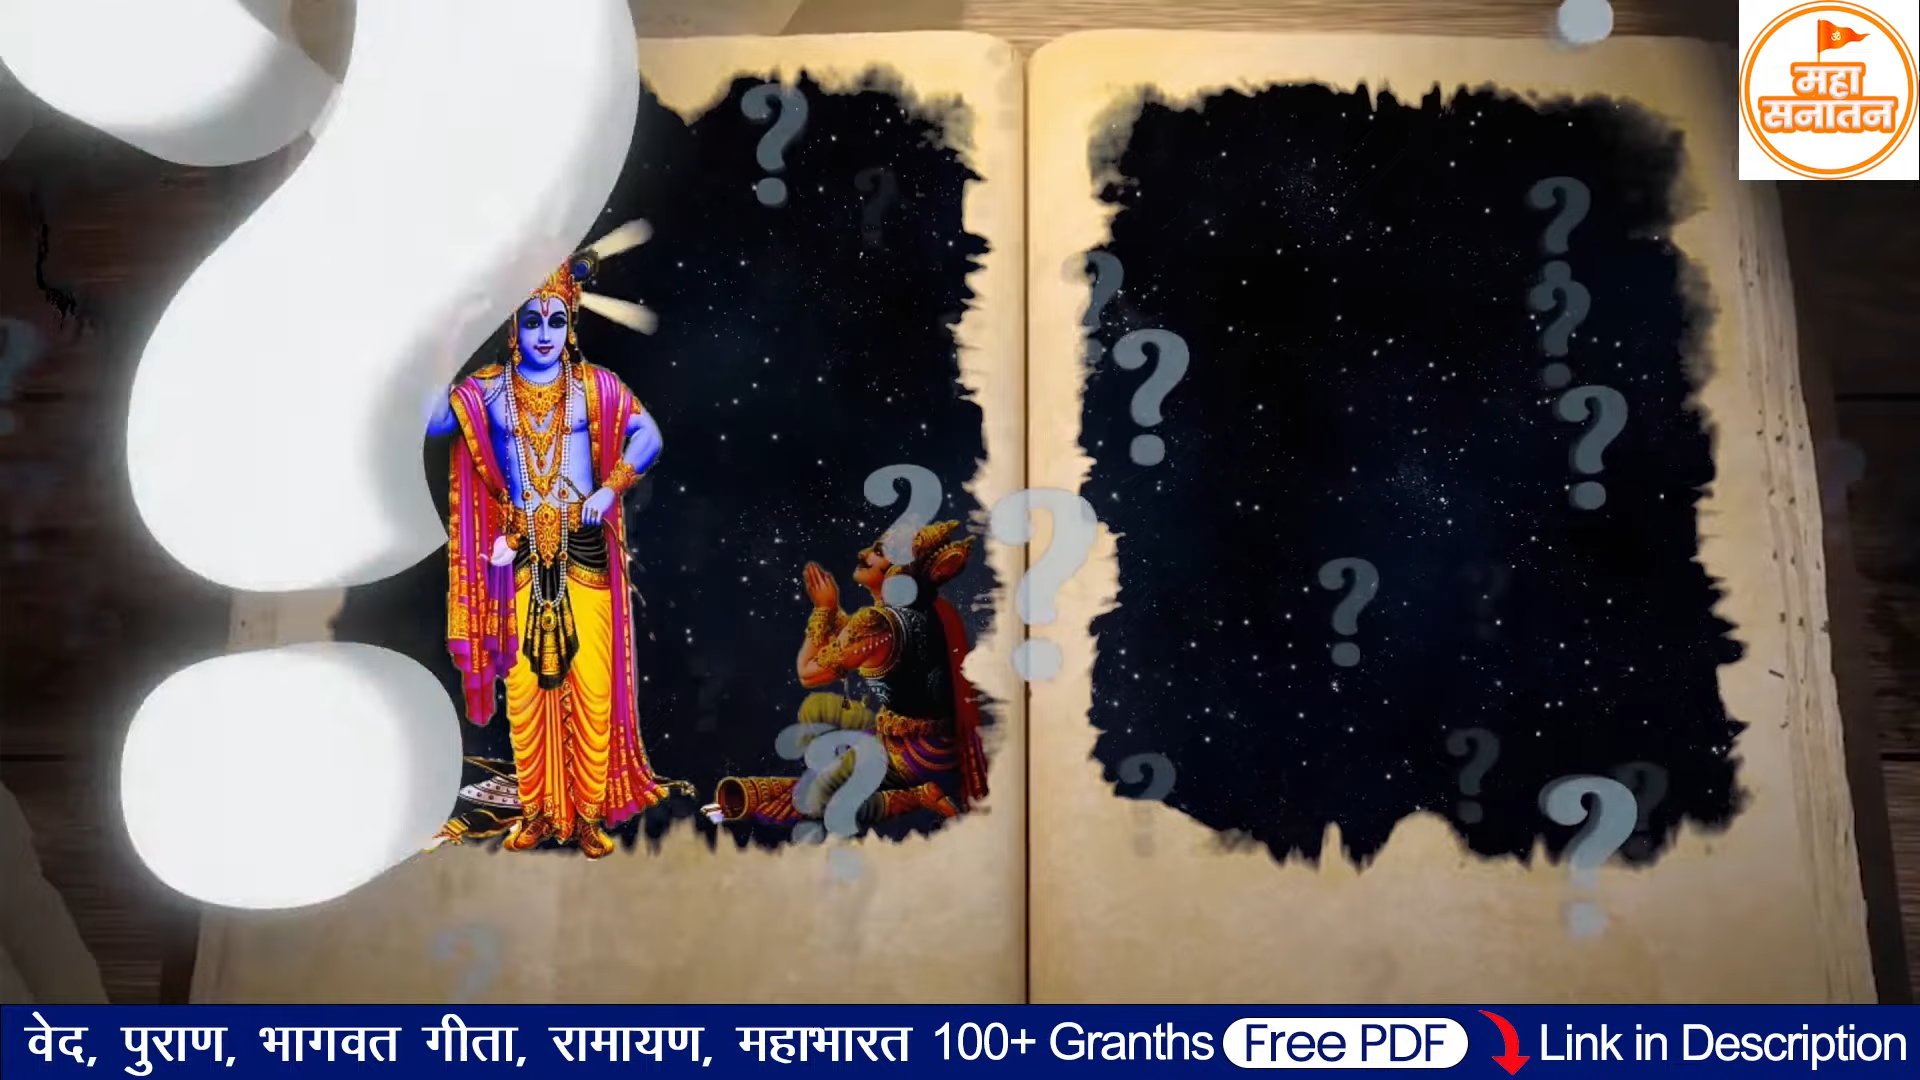 महा
सनातन
वेद, पुराण, भागवत गीता, रामायण, महाभारत 100+ Granths Free PDF Link in Description